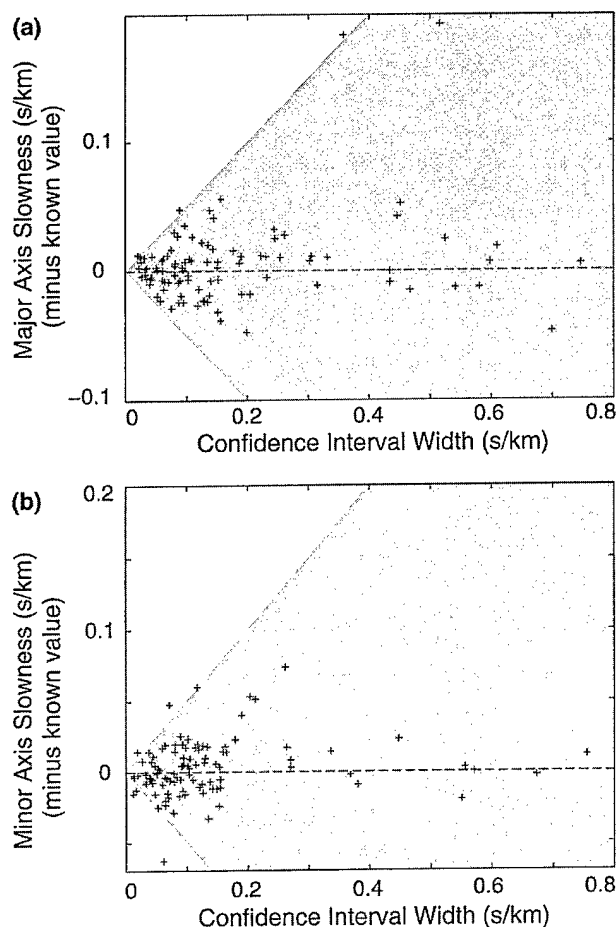 (a)
Major Axis Slowness (s/km)
(minus known value)
0.1
0
−0.1
0
0.2
0.4
0.6
0.8
Confidence Interval Width (s/km)
(b)
Minor Axis Slowness (s/km)
(minus known value)
0.2
0.1
0
0
0.2
0.4
0.6
0.8
Confidence Interval Width (s/km)